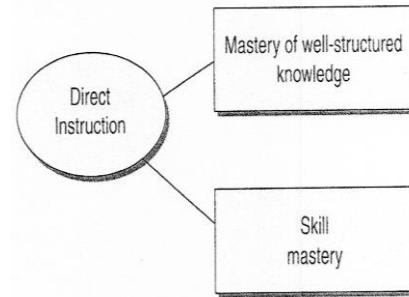 Direct
Instruction
Mastery of well-structured
knowledge
Skill
mastery